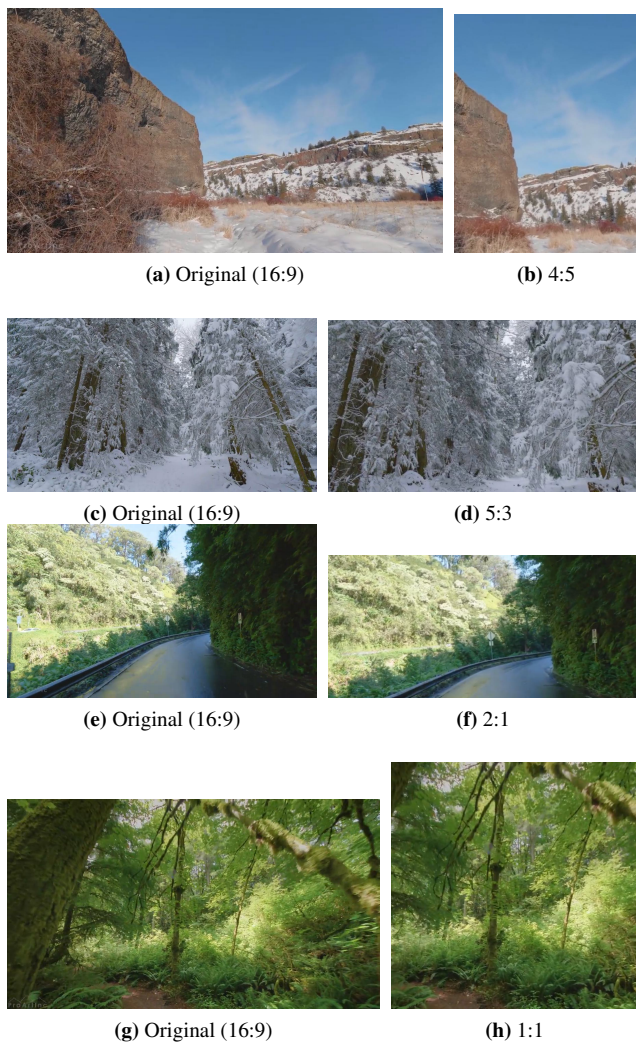 (a) Original (16:9)
(b) 4:5
(c) Original (16:9)
(d) 5:3
(e) Original (16:9)
(f) 2:1
(g) Original (16:9)
(h) 1:1